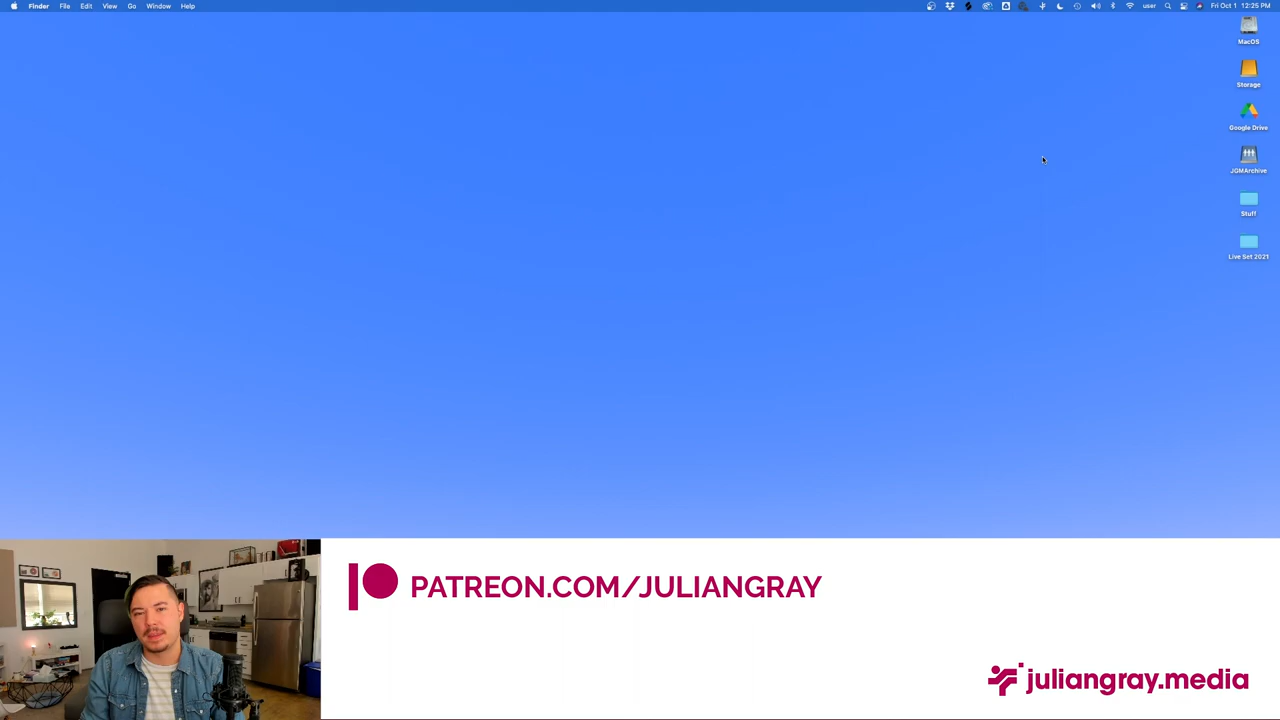 Finder File Edit View Go Window Help
user Fri Oct 1 12:25 PM
MacOS
Storage
Google Drive
JGMArchive
Stuff
Live Set 2021
PATREON.COM/JULIANGRAY
juliangray.media